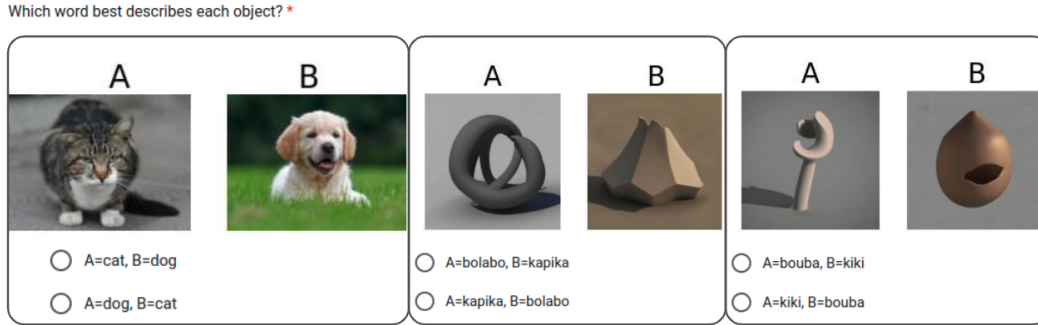 Which word best describes each object? *
A B
A=cat, B=dog
A=dog, B=cat
A B
A=bolabo, B=kapika
A=kapika, B=bolabo
A B
A=bouba, B=kiki
A=kiki, B=bouba